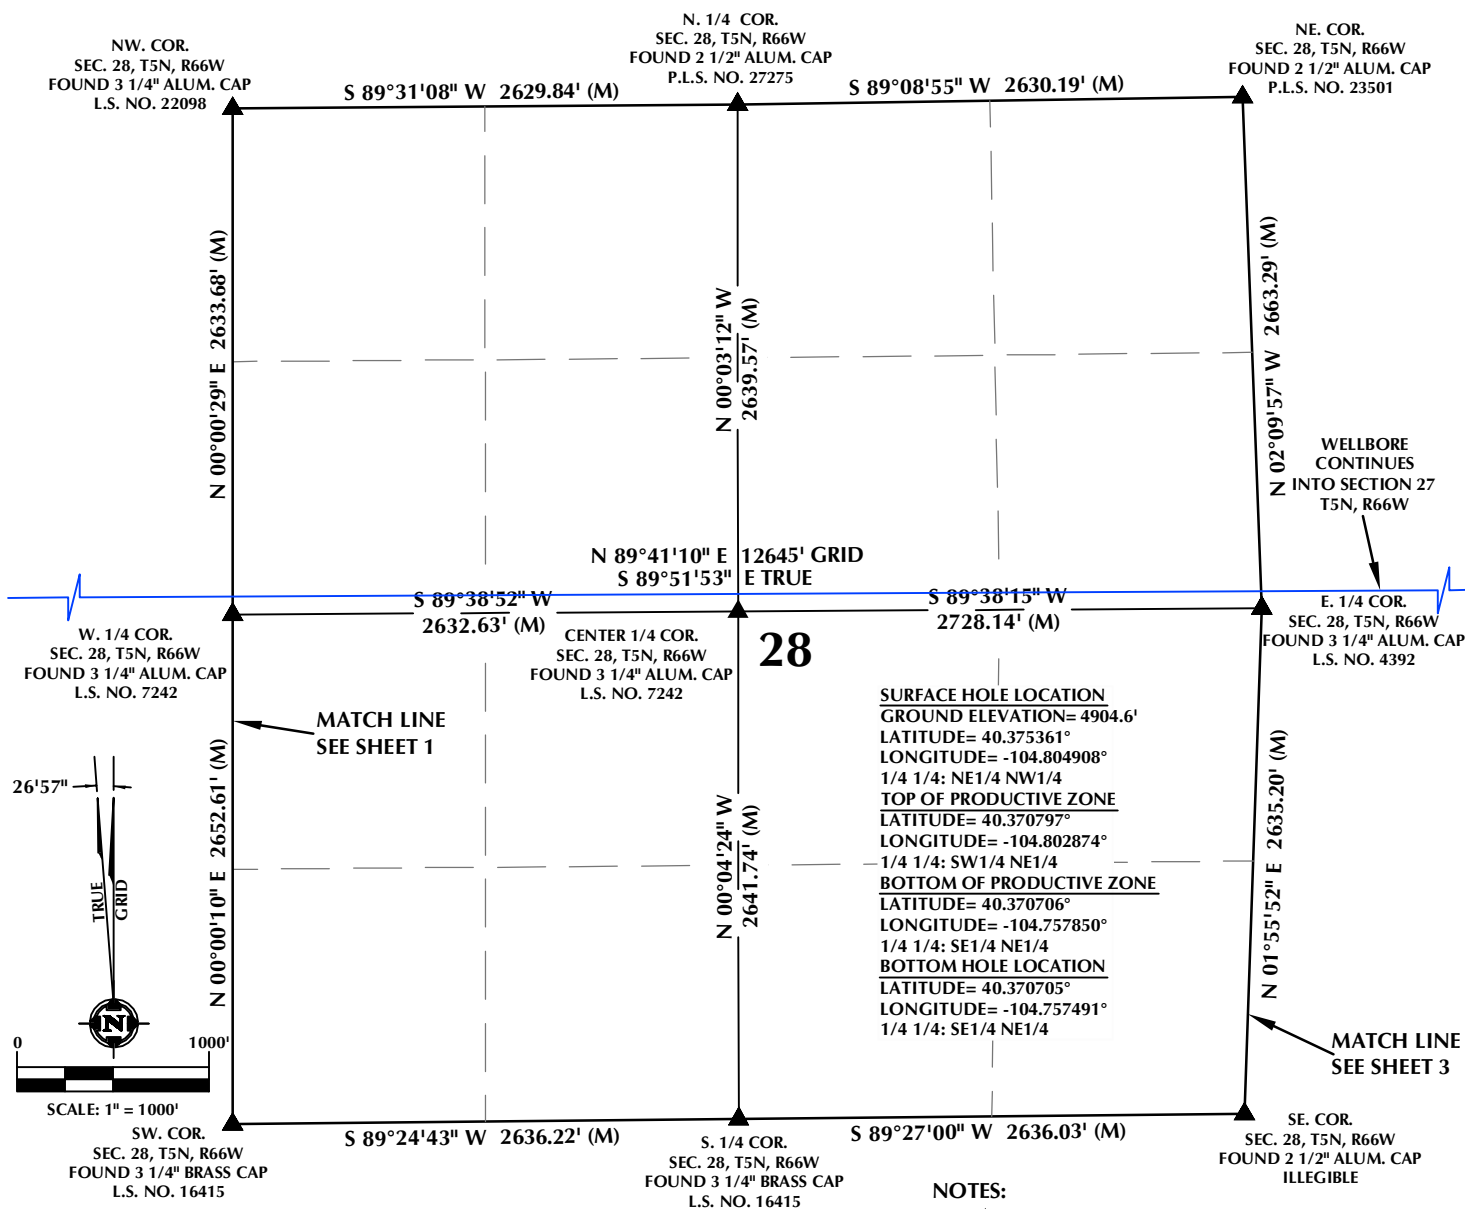 NW. COR.
SEC. 28, T5N, R66W
FOUND 3 1/4" ALUM. CAP
L.S. NO. 22098
N. 1/4 COR.
SEC. 28, T5N, R66W
FOUND 2 1/2" ALUM. CAP
P.L.S. NO. 27275
NE. COR.
SEC. 28, T5N, R66W
FOUND 2 1/2" ALUM. CAP
P.L.S. NO. 23501
S 89°31'08" W 2629.84' (M)
S 89°08'55" W 2630.19' (M)
N 00°00'29" E 2633.68' (M)
N 00°03'12" W
2639.57' (M)
N 02°09'57" W 2663.29' (M)
WELLBORE
CONTINUES
INTO SECTION 27
T5N, R66W
N 89°41'10" E 12645' GRID
S 89°51'53" E TRUE
S 89°38'52" W
2632.63' (M)
S 89°38'15" W
2728.14' (M)
W. 1/4 COR.
SEC. 28, T5N, R66W
FOUND 3 1/4" ALUM. CAP
L.S. NO. 7242
CENTER 1/4 COR.
SEC. 28, T5N, R66W
FOUND 3 1/4" ALUM. CAP
L.S. NO. 7242
28
E. 1/4 COR.
SEC. 28, T5N, R66W
FOUND 3 1/4" ALUM. CAP
L.S. NO. 4392
MATCH LINE
SEE SHEET 1
SURFACE HOLE LOCATION
GROUND ELEVATION= 4904.6'
LATITUDE= 40.375361°
LONGITUDE= -104.804908°
1/4 1/4: NE1/4 NW1/4
TOP OF PRODUCTIVE ZONE
LATITUDE= 40.370797°
LONGITUDE= -104.802874°
1/4 1/4: SW1/4 NE1/4
BOTTOM OF PRODUCTIVE ZONE
LATITUDE= 40.370706°
LONGITUDE= -104.757850°
1/4 1/4: SE1/4 NE1/4
BOTTOM HOLE LOCATION
LATITUDE= 40.370705°
LONGITUDE= -104.757491°
1/4 1/4: SE1/4 NE1/4
N 00°00'10" E 2652.61' (M)
N 00°04'24" W
2641.74' (M)
N 01°55'52" E 2635.20' (M)
26'57"
TRUE
GRID
N
0 1000'
SCALE: 1" = 1000'
MATCH LINE
SEE SHEET 3
SW. COR.
SEC. 28, T5N, R66W
FOUND 3 1/4" BRASS CAP
L.S. NO. 16415
S 89°24'43" W 2636.22' (M)
S. 1/4 COR.
SEC. 28, T5N, R66W
FOUND 3 1/4" BRASS CAP
L.S. NO. 16415
S 89°27'00" W 2636.03' (M)
SE. COR.
SEC. 28, T5N, R66W
FOUND 2 1/2" ALUM. CAP
ILLEGIBLE
NOTES: